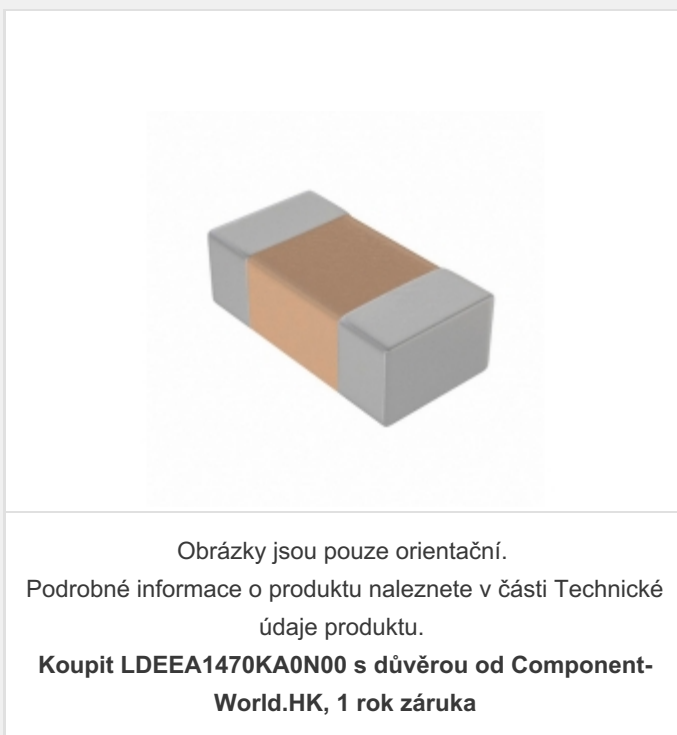 Obrázky jsou pouze orientační.
Podrobné informace o produktu naleznete v části Technické
údaje produktu.
Koupit LDEEA1470KA0N00 s důvěrou od Component-
World.HK, 1 rok záruka